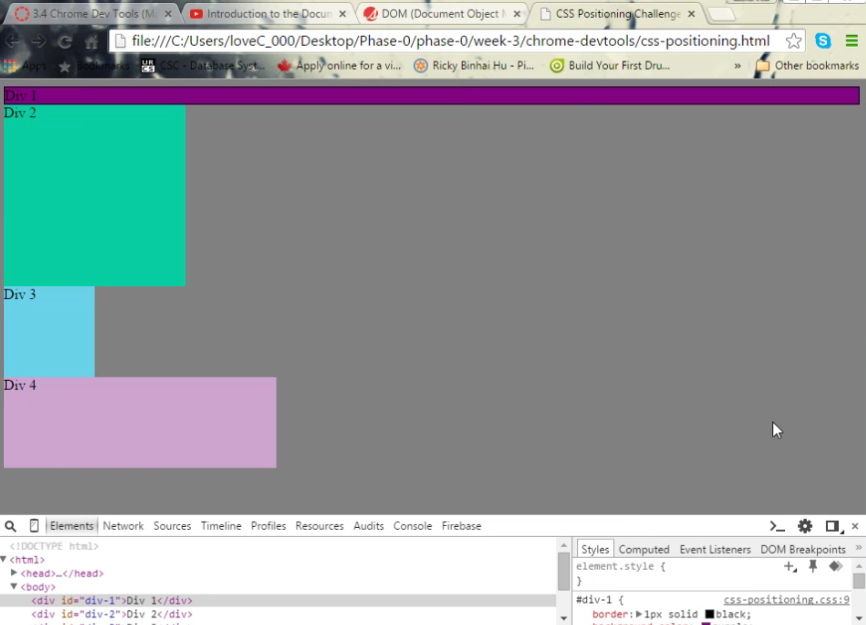 3.4 Chrome Dev Tools (M
Introduction to the Docun
DOM (Document Object M
CSS Positioning Challenge
file:///C:/Users/loveC_000/Desktop/Phase-0/phase-0/week-3/chrome-devtools/css-positioning.html
Apps
Bookmarks
UR CS
CSC - Database Syst...
Apply online for a vi...
Ricky Binhai Hu - Pi...
Build Your First Dru...
»
Other bookmarks
Div 1
Div 2
Div 3
Div 4
Elements Network Sources Timeline Profiles Resources Audits Console Firebase
<!DOCTYPE html>
<html>
<head>…</head>
<body>
<div id="div-1">Div 1</div>
<div id="div-2">Div 2</div>
Styles Computed Event Listeners DOM Breakpoints »
element.style {
}
#div-1 { css-positioning.css:9
border: 1px solid black;